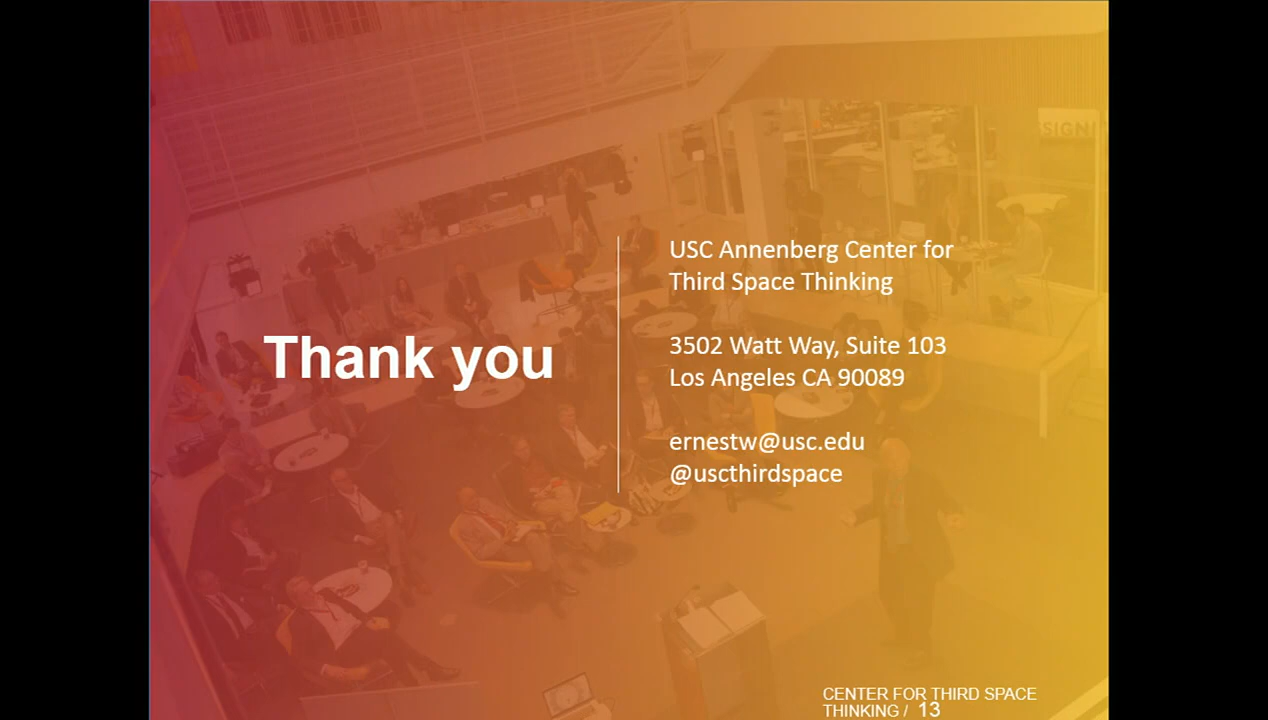 Thank you
USC Annenberg Center for
Third Space Thinking
3502 Watt Way, Suite 103
Los Angeles CA 90089
ernestw@usc.edu
@uscthirdspace
CENTER FOR THIRD SPACE
THINKING / 13